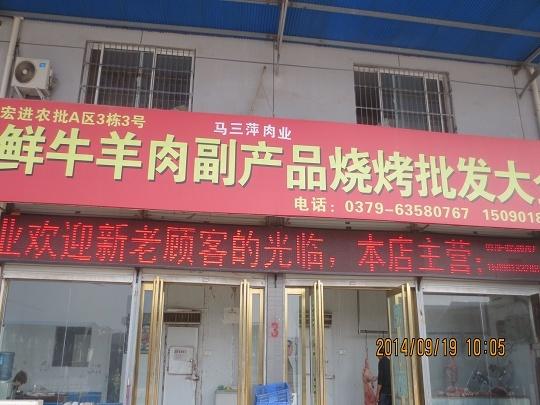 宏进农批A区3栋3号
马三萍肉业
鲜牛羊肉副产品烧烤批发大
电话：0379-63580767 1509018
业欢迎新老顾客的光临，本店主营：
3
2014/09/19 10:05